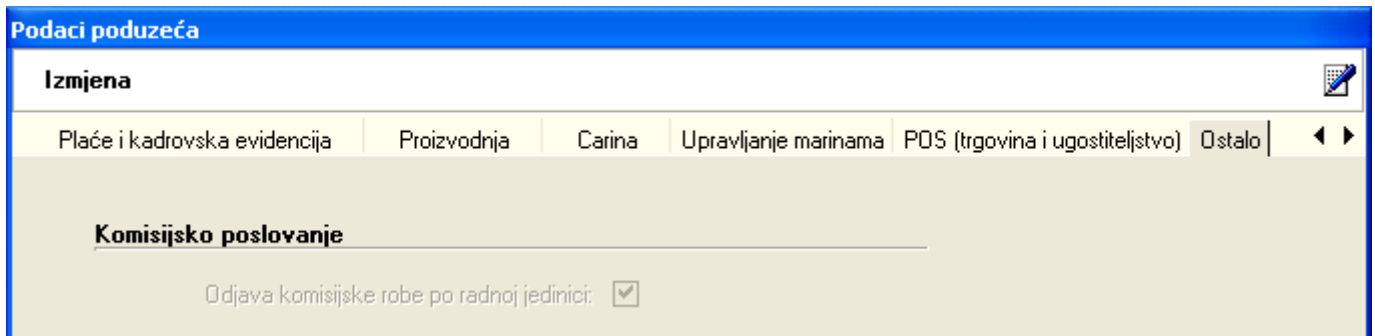 Podaci poduzeća
Izmjena
Plaće i kadrovska evidencija Proizvodnja Carina Upravljanje marinama POS (trgovina i ugostiteljstvo) Ostalo
Komisijsko poslovanje
Odjava komisijske robe po radnoj jedinici: